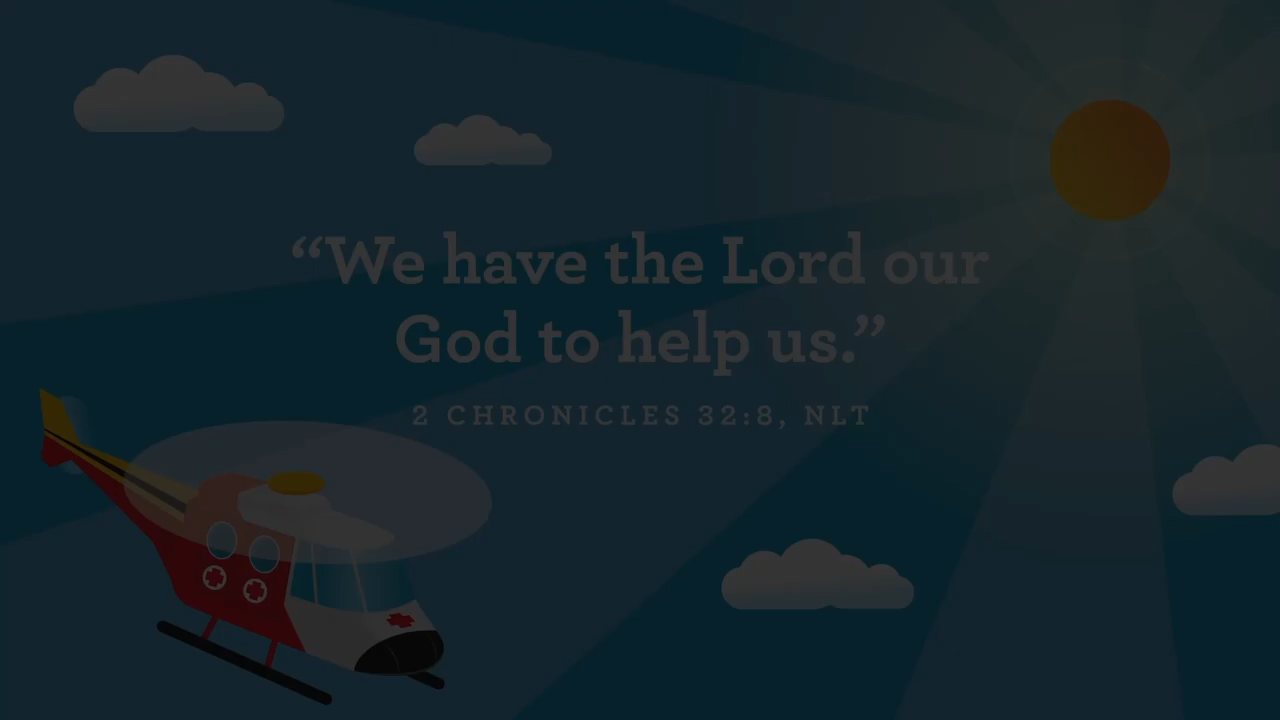 “We have the Lord our
God to help us.”
2 CHRONICLES 32:8, NLT